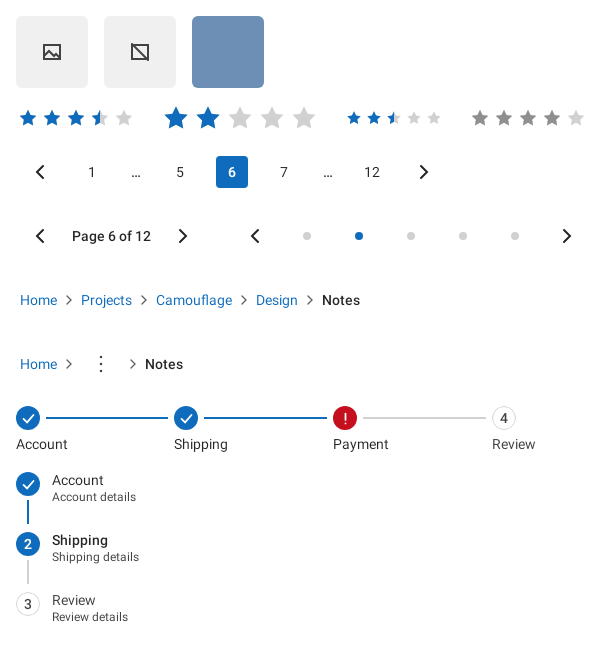 1 ... 5 6 7 ... 12
Page 6 of 12
Home Projects Camouflage Design Notes
Home Notes
! 4
Account Shipping Payment Review
Account
Account details
2 Shipping
Shipping details
3 Review
Review details